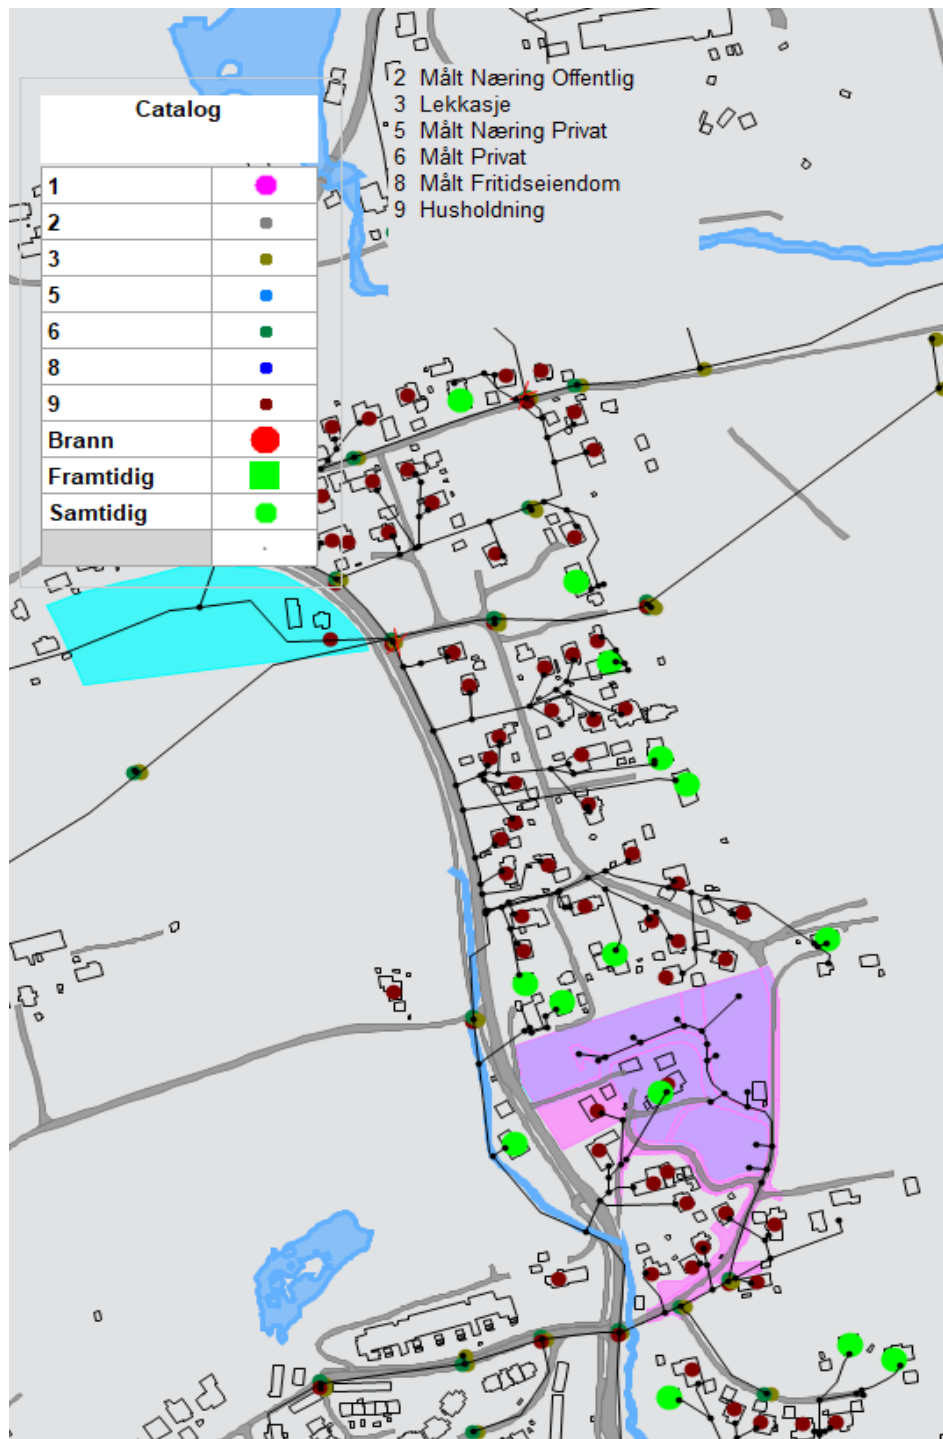 Catalog
1
2
3
5
6
8
9
Brann
Framtidig
Samtidig
2 Målt Næring Offentlig
3 Lekkasje
5 Målt Næring Privat
6 Målt Privat
8 Målt Fritidseiendom
9 Husholdning